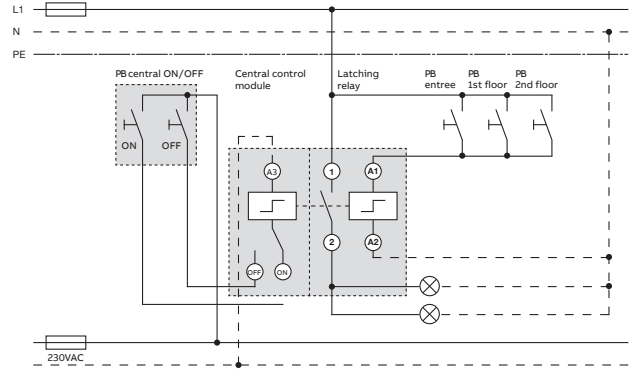 L1
N
PE
PB central ON/OFF
Central control
module
Latching
relay
PB
entree
PB
1st floor
PB
2nd floor
ON
OFF
A3
1
A1
2
A2
OFF
ON
230VAC